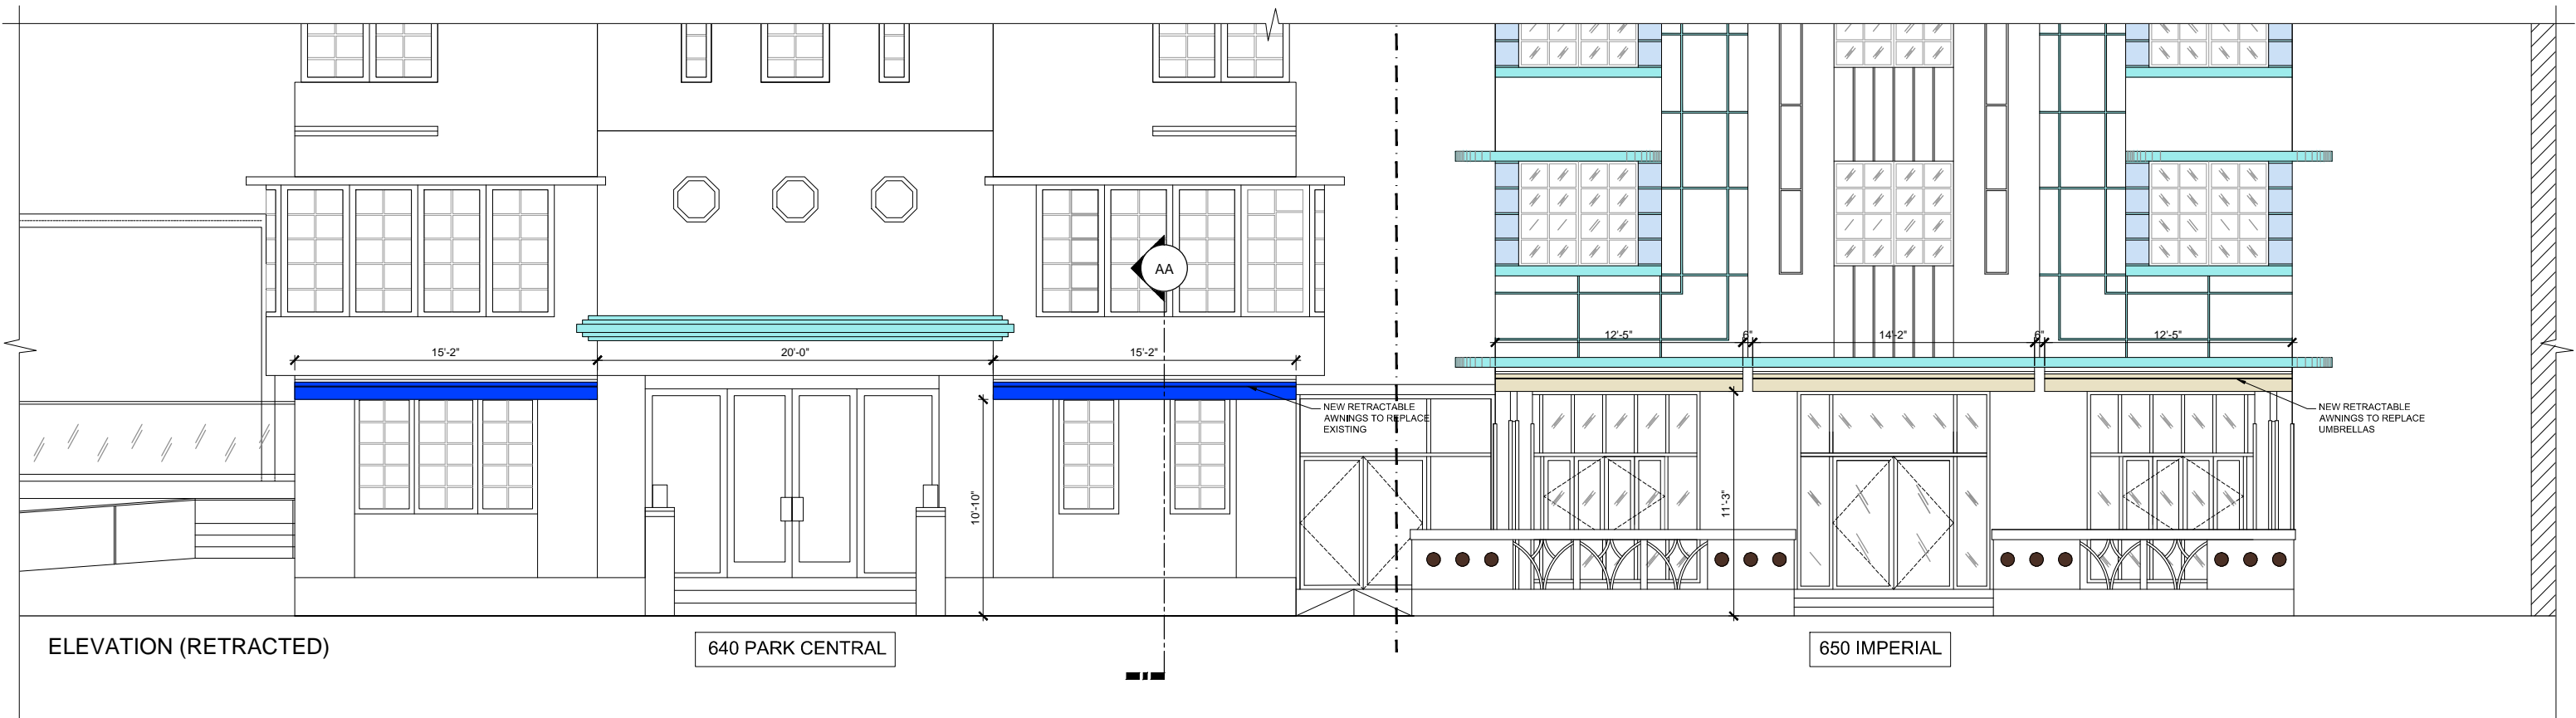 AA
15'-2"
20'-0"
15'-2"
12'-5"
6"
14'-2"
6"
12'-5"
NEW RETRACTABLE
AWNINGS TO REPLACE
EXISTING
NEW RETRACTABLE
AWNINGS TO REPLACE
UMBRELLAS
10'-10"
11'-3"
ELEVATION (RETRACTED)
640 PARK CENTRAL
650 IMPERIAL